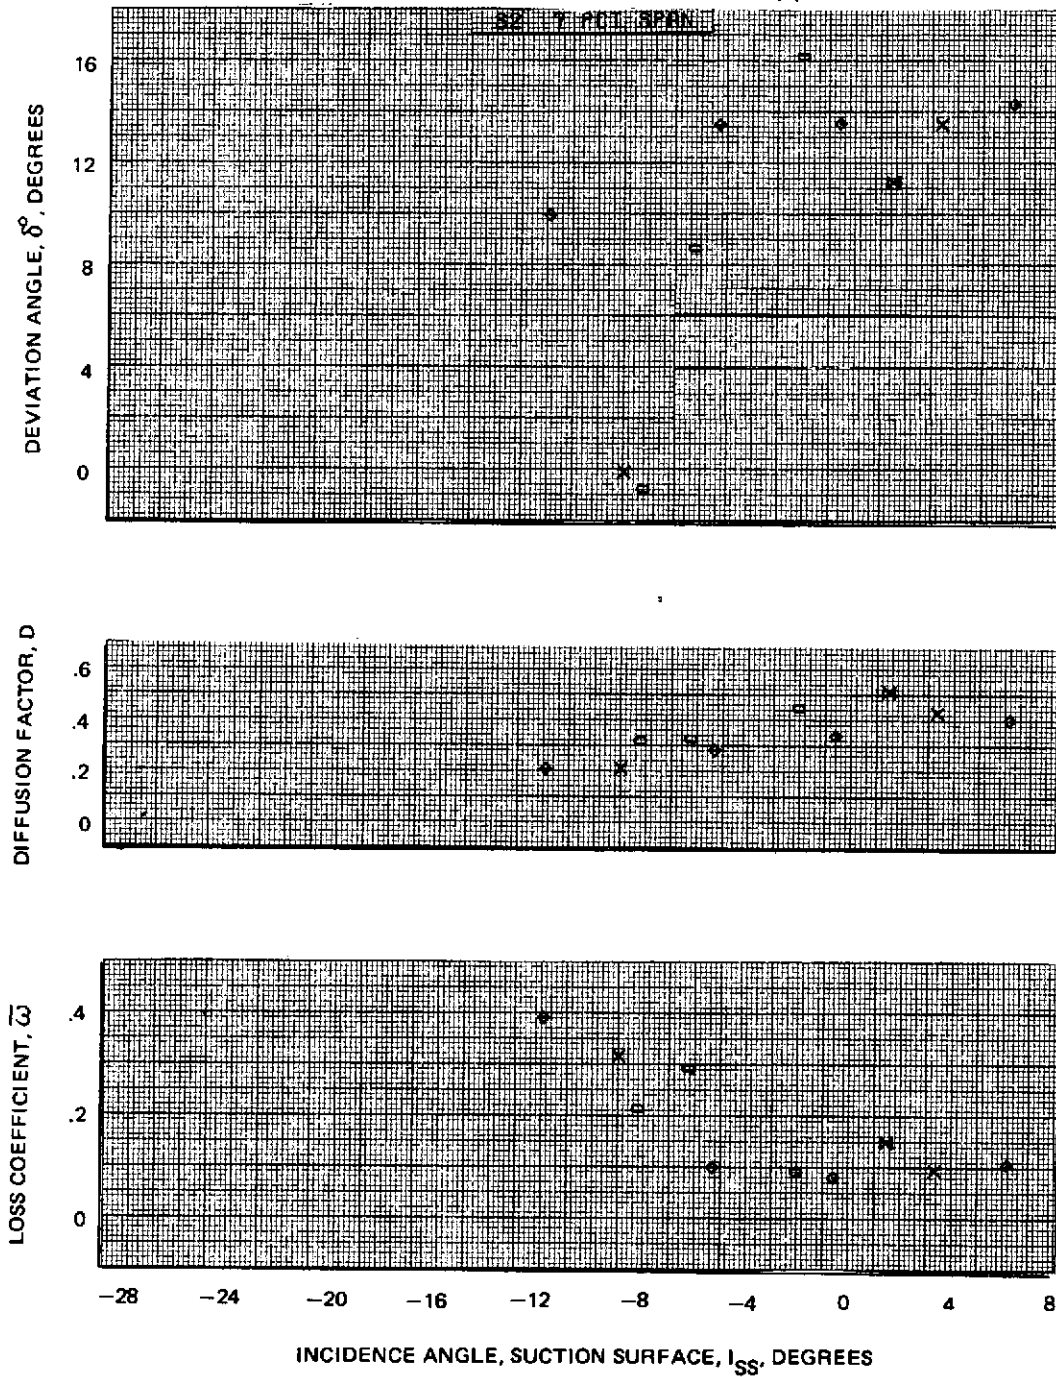 S2 7 PCT SPAN
DEVIATION ANGLE, δ°, DEGREES
16
12
8
4
0
DIFFUSION FACTOR, D
.6
.4
.2
0
LOSS COEFFICIENT, ω̅
.4
.2
0
−28 −24 −20 −16 −12 −8 −4 0 4 8
INCIDENCE ANGLE, SUCTION SURFACE, I_SS, DEGREES